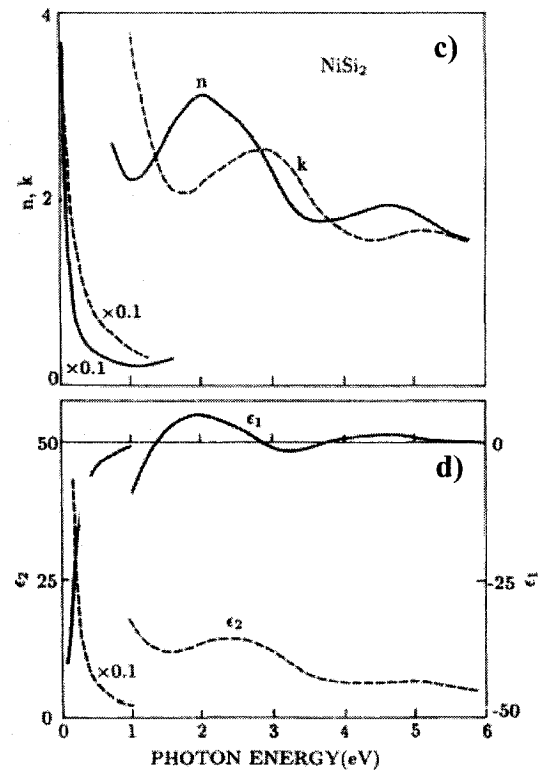 4
c)
NiSi₂
n
n, k
2
k
×0.1
×0.1
0
ϵ₁
50
0
d)
ϵ₂
25
-25
ϵ₁
ϵ₂
×0.1
0
-50
0 1 2 3 4 5 6
PHOTON ENERGY(eV)